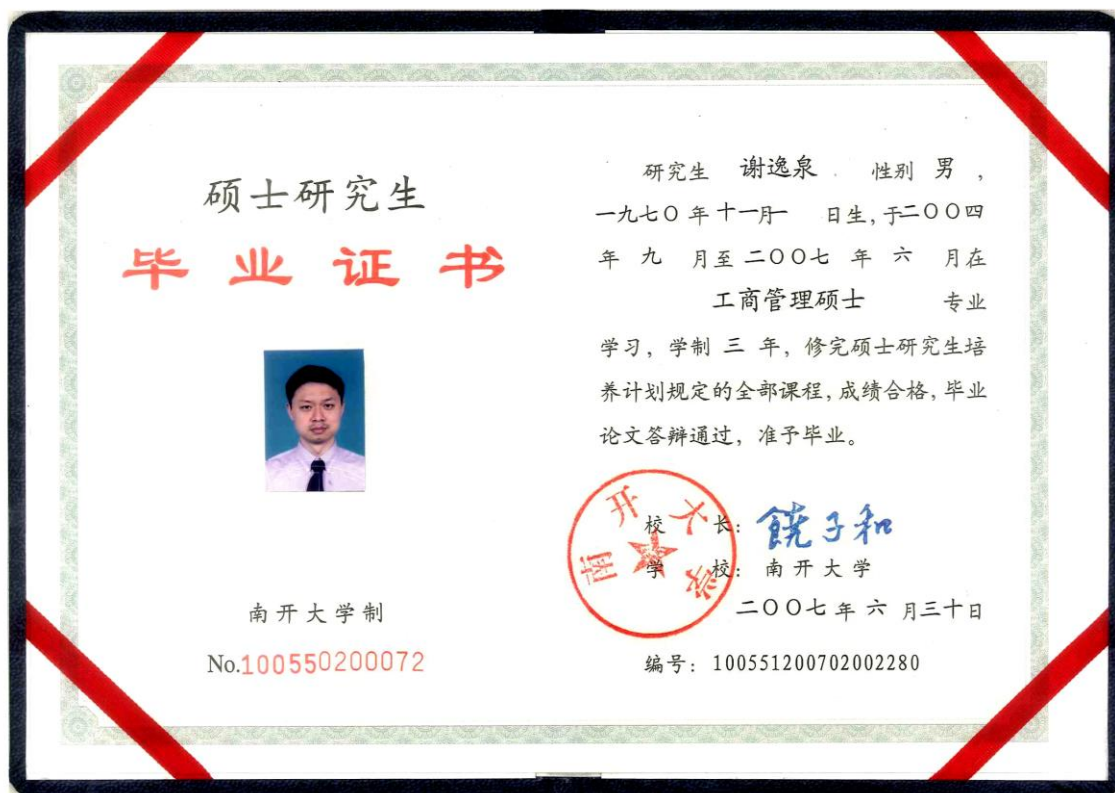 硕士研究生
毕业证书
南开大学制
No.100550200072
研究生 谢逸泉 性别 男,
一九七〇年十一月一 日生,于二〇〇四
年 九 月至二〇〇七年 六 月在
工商管理硕士 专业
学习, 学制 三 年, 修完硕士研究生培
养计划规定的全部课程, 成绩合格, 毕业
论文答辩通过, 准予毕业。
校 长: 饒子和
学 校: 南开大学
二〇〇七年 六 月三十日
编号: 100551200702002280
南开大学